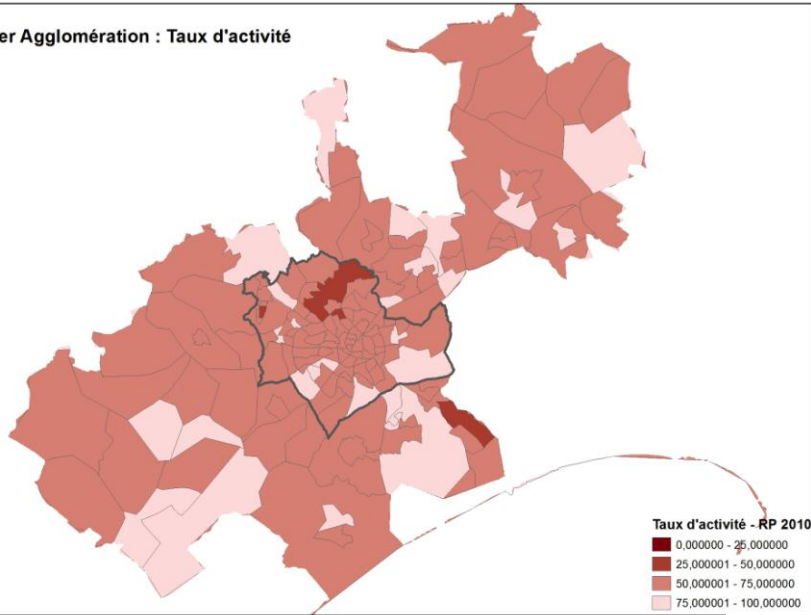 er Agglomération : Taux d'activité
Taux d'activité - RP 2010
0,000000 - 25,000000
25,000001 - 50,000000
50,000001 - 75,000000
75,000001 - 100,000000